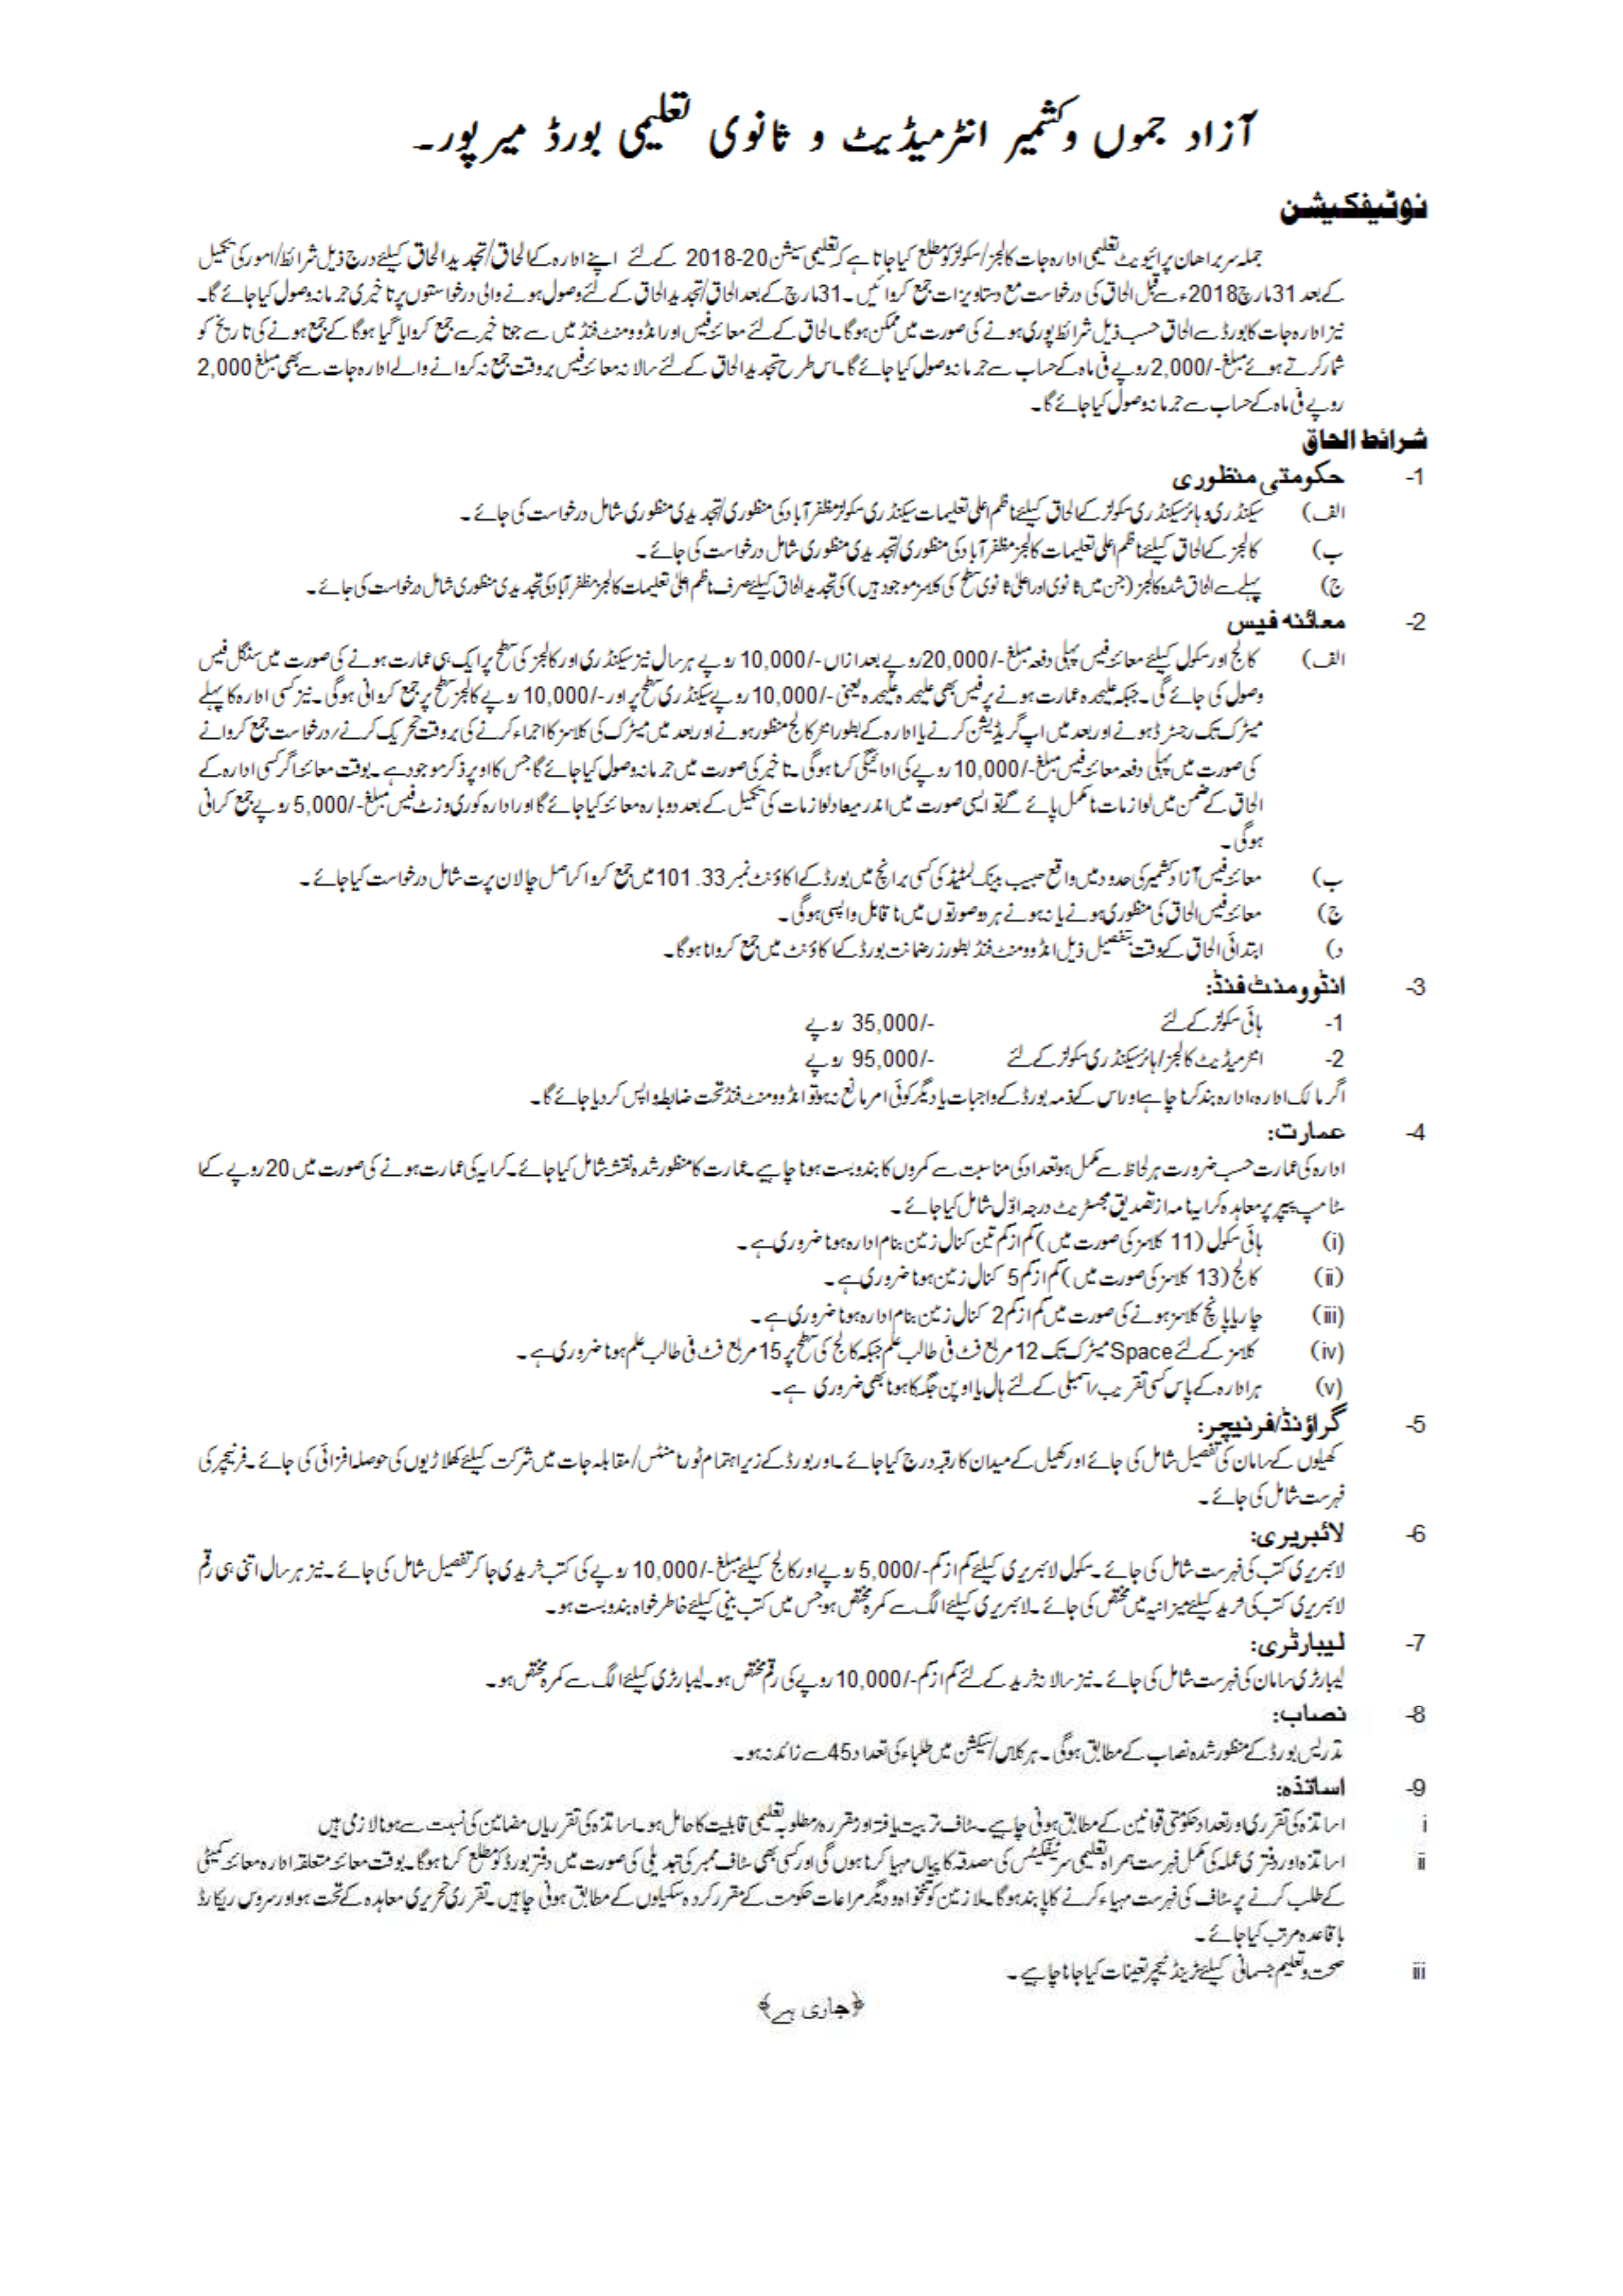 آزاد جموں وکشمیر انٹرمیڈیٹ و ثانوی تعلیمی بورڈ میرپور۔
نوٹیفکیشن
جملہ سربراھان پرائیویٹ تعلیمی ادارہ جات کالجز/سکولز کو مطلع کیا جاتا ہے کہ تعلیمی سیشن 20-2018 کے لئے اپنے ادارہ کے الحاق/تجدید الحاق کیلئے درج ذیل شرائط/امور کی تکمیل
کے بعد 31 مارچ 2018ء سے قبل الحاق کی درخواست مع دستاویزات جمع کروائیں۔ 31 مارچ کے بعد الحاق/تجدید الحاق کے لئے وصول ہونے والی درخواستوں پر تاخیری جرمانہ وصول کیا جائے گا۔
نیز ادارہ جات کا بورڈ سے الحاق حسب ذیل شرائط پوری ہونے کی صورت میں ممکن ہوگا۔ الحاق کے لئے معائنہ فیس اور انڈوومنٹ فنڈ میں سے جو تاخیر سے جمع کروایا گیا ہوگا کے جمع ہونے کی تاریخ کو
شمار کرتے ہوئے مبلغ -/2,000 روپے فی ماہ کے حساب سے جرمانہ وصول کیا جائے گا۔ اس طرح تجدید الحاق کے لئے سالانہ معائنہ فیس بروقت جمع نہ کروانے والے ادارہ جات سے بھی مبلغ 2,000
روپے فی ماہ کے حساب سے جرمانہ وصول کیا جائے گا۔
شرائط الحاق
1- حکومتی منظوری
الف) سیکنڈری و ہائرسیکنڈری سکولز کے الحاق کیلئے ناظم اعلیٰ تعلیمات سیکنڈری سکولز مظفرآباد کی منظوری/تجدیدی منظوری شامل درخواست کی جائے۔
ب) کالجز کے الحاق کیلئے ناظم اعلیٰ تعلیمات کالجز مظفرآباد کی منظوری/تجدیدی منظوری شامل درخواست کی جائے۔
ج) پہلے سے الحاق شدہ کالجز (جن میں ثانوی اور اعلیٰ ثانوی سطح کی کلاسز موجود ہیں) کی تجدید الحاق کیلئے صرف ناظم اعلیٰ تعلیمات کالجز مظفرآباد کی تجدیدی منظوری شامل درخواست کی جائے۔
2- معائنہ فیس
الف) کالج اور سکول کیلئے معائنہ فیس پہلی دفعہ مبلغ -/20,000 روپے بعد ازاں -/10,000 روپے ہر سال نیز سیکنڈری اور کالجز کی سطح پر ایک ہی عمارت ہونے کی صورت میں سنگل فیس
وصول کی جائے گی۔ جبکہ علیحدہ عمارت ہونے پر فیس بھی علیحدہ علیحدہ یعنی -/10,000 روپے سیکنڈری سطح پر اور -/10,000 روپے کالجز سطح پر جمع کروانی ہوگی۔ نیز کسی ادارہ کا پہلے
میٹرک تک رجسٹرڈ ہونے اور بعد میں اپ گریڈیشن کرنے یا ادارہ کے بطور انٹر کالج منظور ہونے اور بعد میں میٹرک کی کلاسز کا اجراء کرنے کی بروقت تحریک کرنے/درخواست جمع کروانے
کی صورت میں پہلی دفعہ معائنہ فیس مبلغ -/10,000 روپے کی ادائیگی کرنا ہوگی۔ تاخیر کی صورت میں جرمانہ وصول کیا جائے گا جس کا اوپر ذکر موجود ہے۔ بوقت معائنہ اگر کسی ادارہ کے
الحاق کے ضمن میں لوازمات نامکمل پائے گئے تو ایسی صورت میں اندر میعاد لوازمات کی تکمیل کے بعد دوبارہ معائنہ کیا جائے گا اور ادارہ کو ری وزٹ فیس مبلغ -/5,000 روپے جمع کرانی
ہوگی۔
ب) معائنہ فیس آزاد کشمیر کی حدود میں واقع حبیب بینک لمیٹڈ کی کسی برانچ میں بورڈ کے اکاؤنٹ نمبر 33. 101 میں جمع کروا کر اصل چالان پرت شامل درخواست کیا جائے۔
ج) معائنہ فیس الحاق کی منظوری ہونے یا نہ ہونے ہر دو صورتوں میں ناقابل واپسی ہوگی۔
د) ابتدائی الحاق کے وقت بتفصیل ذیل انڈوومنٹ فنڈ بطور زر ضمانت بورڈ کے اکاؤنٹ میں جمع کروانا ہوگا۔
3- انڈوومنٹ فنڈ:
1- ہائی سکولز کے لئے -/35,000 روپے
2- انٹرمیڈیٹ کالجز/ہائرسیکنڈری سکولز کے لئے -/95,000 روپے
اگر مالک ادارہ، ادارہ بند کرنا چاہے اور اس کے ذمہ بورڈ کے واجبات یا دیگر کوئی امر مانع نہ ہو تو انڈوومنٹ فنڈ تحت ضابطہ واپس کر دیا جائے گا۔
4- عمارت:
ادارہ کی عمارت حسب ضرورت ہر لحاظ سے مکمل ہو تعداد کی مناسبت سے کمروں کا بندوبست ہونا چاہیے۔ عمارت کا منظور شدہ نقشہ شامل کیا جائے۔ کرایہ کی عمارت ہونے کی صورت میں 20 روپے کے ا
سٹامپ پیپر پر معاہدہ کرایہ نامہ از تصدیق مجسٹریٹ درجہ اوّل شامل کیا جائے۔
(i) ہائی سکول (11 کلاسز کی صورت میں) کم از کم تین کنال زمین بنام ادارہ ہونا ضروری ہے۔
(ii) کالج (13 کلاسز کی صورت میں) کم از کم 5 کنال زمین ہونا ضروری ہے۔
(iii) چار یا پانچ کلاسز ہونے کی صورت میں کم از کم 2 کنال زمین بنام ادارہ ہونا ضروری ہے۔
(iv) کلاسز کے لئے Space میٹرک تک 12 مربع فٹ فی طالب علم جبکہ کالج کی سطح پر 15 مربع فٹ فی طالب علم ہونا ضروری ہے۔
(v) ہر ادارہ کے پاس کسی تقریب/اسمبلی کے لئے ہال یا اوپن جگہ کا ہونا بھی ضروری ہے۔
5- گراؤنڈ/فرنیچر:
کھیلوں کے سامان کی تفصیل شامل کی جائے اور کھیل کے میدان کا رقبہ درج کیا جائے۔ اور بورڈ کے زیر اہتمام ٹورنامنٹس/مقابلہ جات میں شرکت کیلئے کھلاڑیوں کی حوصلہ افزائی کی جائے۔ فرنیچر کی
فہرست شامل کی جائے۔
6- لائبریری:
لائبریری کتب کی فہرست شامل کی جائے۔ سکول لائبریری کیلئے کم از کم -/5,000 روپے اور کالج کیلئے مبلغ -/10,000 روپے کی کتب خریدی جا کر تفصیل شامل کی جائے۔ نیز ہر سال اتنی ہی رقم
لائبریری کتب کی خرید کیلئے میزانیہ میں مختص کی جائے۔ لائبریری کیلئے الگ سے کمرہ مختص ہو جس میں کتب بینی کیلئے خاطر خواہ بندوبست ہو۔
7- لیبارٹری:
لیبارٹری سامان کی فہرست شامل کی جائے۔ نیز سالانہ خرید کے لئے کم از کم -/10,000 روپے کی رقم مختص ہو۔ لیبارٹری کیلئے الگ سے کمرہ مختص ہو۔
8- نصاب:
تدریس بورڈ کے منظور شدہ نصاب کے مطابق ہوگی۔ ہر کلاس/سیکشن میں طلباء کی تعداد 45 سے زائد نہ ہو۔
9- اساتذہ:
i اساتذہ کی تقرری اور تعداد حکومتی قوانین کے مطابق ہونی چاہیے۔ سٹاف تربیت یافتہ اور مقررہ/مطلوبہ تعلیمی قابلیت کا حامل ہو۔ اساتذہ کی تقرریاں مضامین کی نسبت سے ہونا لازمی ہیں
ii اساتذہ اور دفتری عملہ کی مکمل فہرست ہمراہ تعلیمی سرٹیفکیٹس کی مصدقہ کاپیاں مہیا کرنا ہوں گی اور کسی بھی سٹاف ممبر کی تبدیلی کی صورت میں دفتر بورڈ کو مطلع کرنا ہوگا۔ بوقت معائنہ متعلقہ ادارہ معائنہ کمیٹی
کے طلب کرنے پر سٹاف کی فہرست مہیاء کرنے کا پابند ہوگا۔ ملازمین کو تنخواہ و دیگر مراعات حکومت کے مقرر کردہ سکیلوں کے مطابق ہونی چاہیں۔ تقرری تحریری معاہدہ کے تحت ہو اور سروس ریکارڈ
باقاعدہ مرتب کیا جائے۔
iii صحت و تعلیم جسمانی کیلئے ٹرینڈ ٹیچر تعینات کیا جانا چاہیے۔
﴿جاری ہے﴾